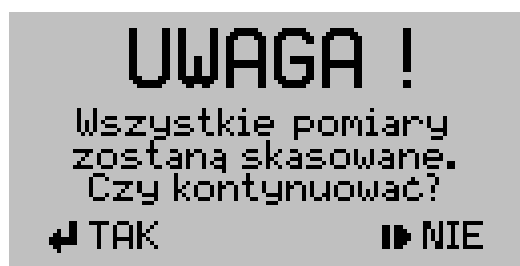 UWAGA !
Wszystkie pomiary
zostaną skasowane.
Czy kontynuować?
TAK NIE